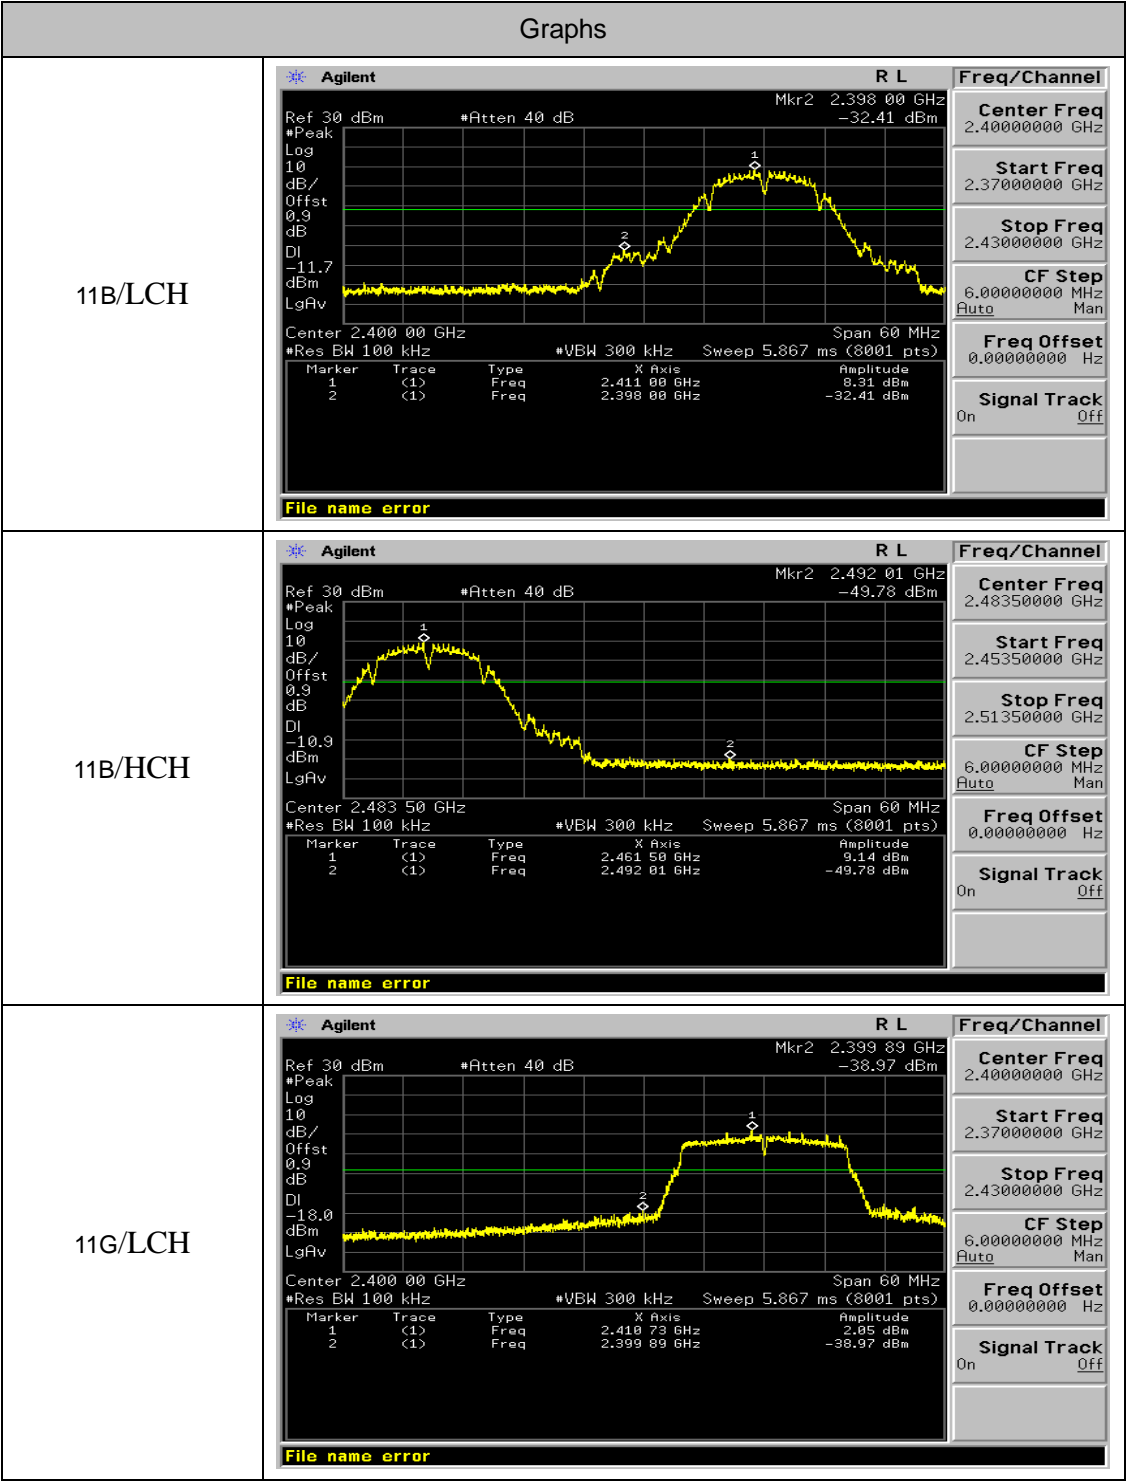 Graphs
11B/LCH
Agilent R L Freq/Channel
Mkr2 2.398 00 GHz
Ref 30 dBm #Atten 40 dB -32.41 dBm
#Peak
Log
10
dB/
Offst
0.9
dB
DI
-11.7
dBm
LgAv
1
2
Center 2.400 00 GHz Span 60 MHz
#Res BW 100 kHz #VBW 300 kHz Sweep 5.867 ms (8001 pts)
Marker Trace Type X Axis Amplitude
1 (1) Freq 2.411 00 GHz 8.31 dBm
2 (1) Freq 2.398 00 GHz -32.41 dBm
Center Freq
2.40000000 GHz
Start Freq
2.37000000 GHz
Stop Freq
2.43000000 GHz
CF Step
6.00000000 MHz
Auto Man
Freq Offset
0.00000000 Hz
Signal Track
On Off
File name error
11B/HCH
Agilent R L Freq/Channel
Mkr2 2.492 01 GHz
Ref 30 dBm #Atten 40 dB -49.78 dBm
#Peak
Log
10
dB/
Offst
0.9
dB
DI
-10.9
dBm
LgAv
1
2
Center 2.483 50 GHz Span 60 MHz
#Res BW 100 kHz #VBW 300 kHz Sweep 5.867 ms (8001 pts)
Marker Trace Type X Axis Amplitude
1 (1) Freq 2.461 50 GHz 9.14 dBm
2 (1) Freq 2.492 01 GHz -49.78 dBm
Center Freq
2.48350000 GHz
Start Freq
2.45350000 GHz
Stop Freq
2.51350000 GHz
CF Step
6.00000000 MHz
Auto Man
Freq Offset
0.00000000 Hz
Signal Track
On Off
File name error
11G/LCH
Agilent R L Freq/Channel
Mkr2 2.399 89 GHz
Ref 30 dBm #Atten 40 dB -38.97 dBm
#Peak
Log
10
dB/
Offst
0.9
dB
DI
-18.0
dBm
LgAv
1
2
Center 2.400 00 GHz Span 60 MHz
#Res BW 100 kHz #VBW 300 kHz Sweep 5.867 ms (8001 pts)
Marker Trace Type X Axis Amplitude
1 (1) Freq 2.410 73 GHz 2.05 dBm
2 (1) Freq 2.399 89 GHz -38.97 dBm
Center Freq
2.40000000 GHz
Start Freq
2.37000000 GHz
Stop Freq
2.43000000 GHz
CF Step
6.00000000 MHz
Auto Man
Freq Offset
0.00000000 Hz
Signal Track
On Off
File name error